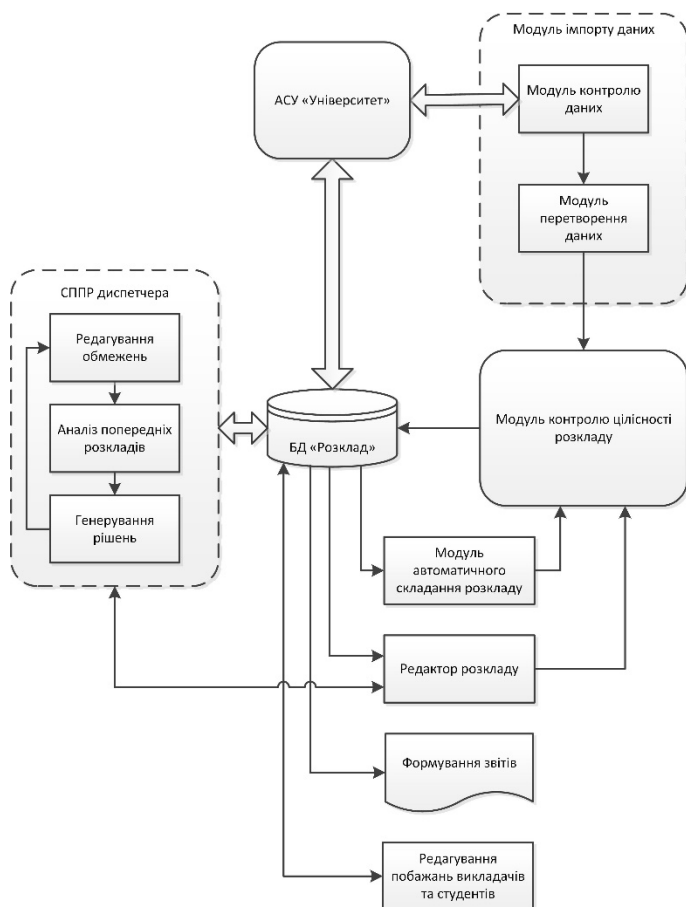 Модуль імпорту даних
АСУ «Університет»
Модуль контролю
даних
Модуль
перетворення
даних
СППР диспетчера
Редагування
обмежень
Аналіз попередніх
розкладів
Генерування
рішень
БД «Розклад»
Модуль контролю цілісності
розкладу
Модуль
автоматичного
складання розкладу
Редактор розкладу
Формування звітів
Редагування
побажань викладачів
та студентів